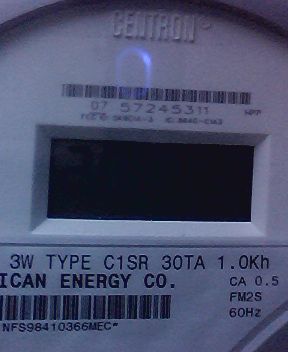 CENTRON
07 57245311
3W TYPE C1SR 30TA 1.0Kh
ICAN ENERGY CO.
CA 0.5
FM2S
60Hz
NFS98410366MEC*